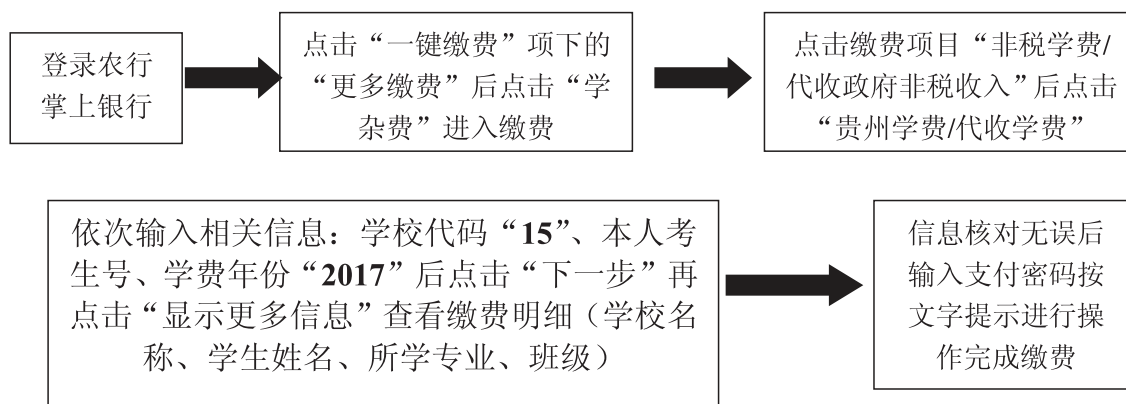 登录农行
掌上银行
点击“一键缴费”项下的
“更多缴费”后点击“学
杂费”进入缴费
点击缴费项目“非税学费/
代收政府非税收入”后点击
“贵州学费/代收学费”
依次输入相关信息：学校代码“15”、本人考
生号、学费年份“2017”后点击“下一步”再
点击“显示更多信息”查看缴费明细（学校名
称、学生姓名、所学专业、班级）
信息核对无误后
输入支付密码按
文字提示进行操
作完成缴费